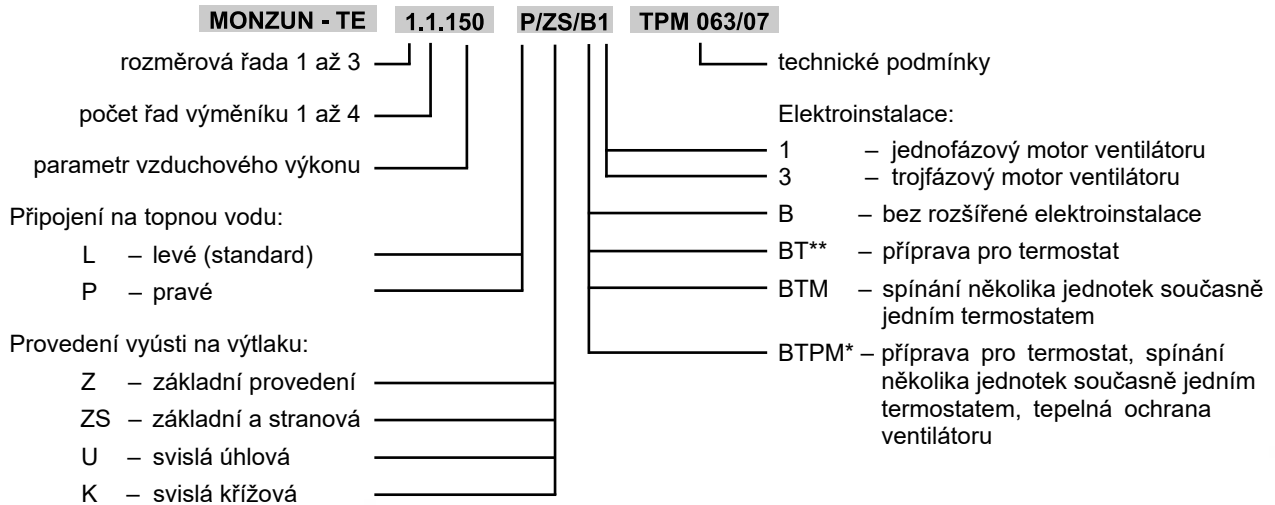 MONZUN - TE 1.1.150 P/ZS/B1 TPM 063/07
rozměrová řada 1 až 3
počet řad výměníku 1 až 4
parametr vzduchového výkonu
Připojení na topnou vodu:
L – levé (standard)
P – pravé
Provedení vyústi na výtlaku:
Z – základní provedení
ZS – základní a stranová
U – svislá úhlová
K – svislá křížová
technické podmínky
Elektroinstalace:
1 – jednofázový motor ventilátoru
3 – trojfázový motor ventilátoru
B – bez rozšířené elektroinstalace
BT** – příprava pro termostat
BTM – spínání několika jednotek současně
jedním termostatem
BTPM* – příprava pro termostat, spínání
několika jednotek současně jedním
termostatem, tepelná ochrana
ventilátoru